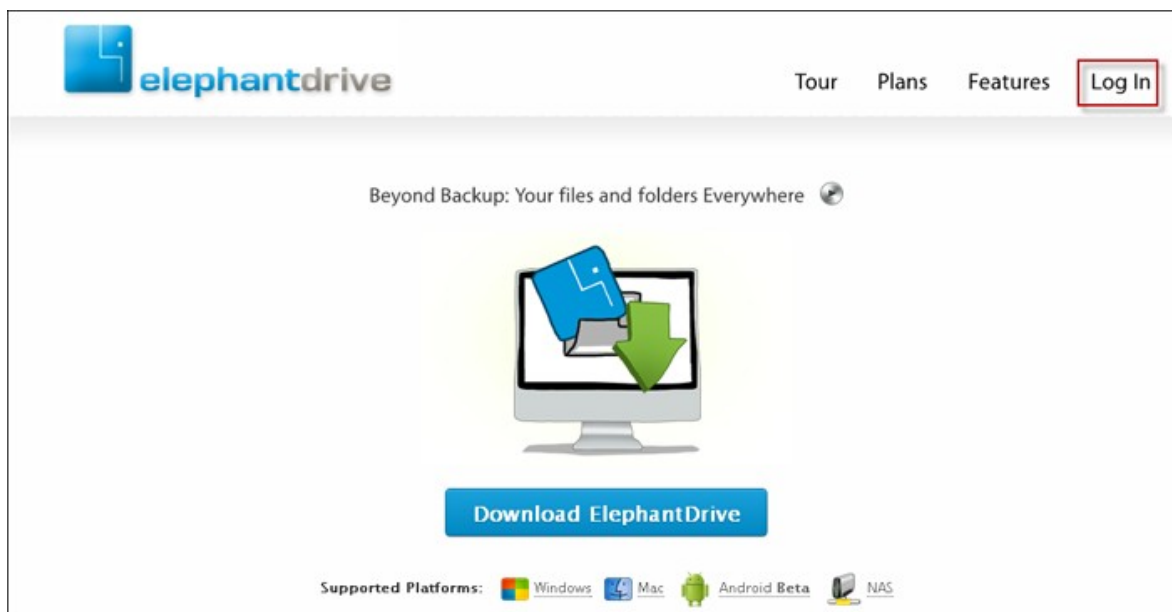 elephantdrive
Tour Plans Features Log In
Beyond Backup: Your files and folders Everywhere
Download ElephantDrive
Supported Platforms: Windows Mac Android Beta NAS